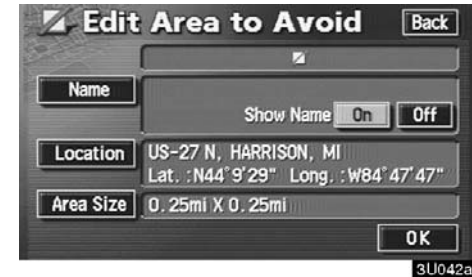 Edit Area to Avoid Back
Name
Show Name On Off
Location US-27 N, HARRISON, MI
Lat. :N44°9'29" Long. :W84°47'47"
Area Size 0.25mi X 0.25mi
OK
3U042a